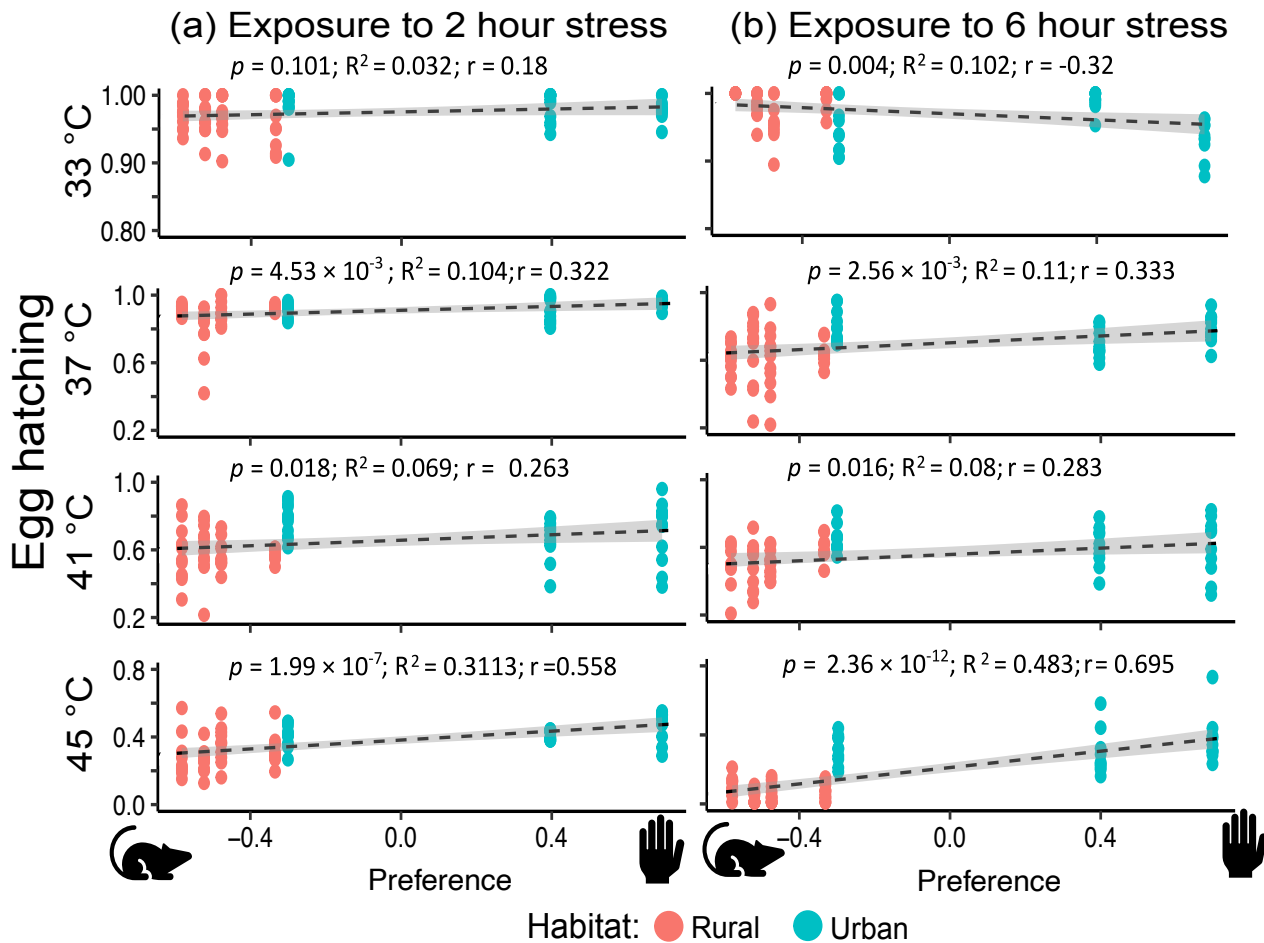 (a) Exposure to 2 hour stress
(b) Exposure to 6 hour stress
p = 0.101; R² = 0.032; r = 0.18
p = 0.004; R² = 0.102; r = -0.32
33 °C
1.00
0.90
0.80
p = 4.53 × 10⁻³ ; R² = 0.104;r = 0.322
p = 2.56 × 10⁻³; R² = 0.11; r = 0.333
Egg hatching
37 °C
1.0
0.6
0.2
p = 0.018; R² = 0.069; r = 0.263
p = 0.016; R² = 0.08; r = 0.283
41 °C
1.0
0.6
0.2
p = 1.99 × 10⁻⁷; R² = 0.3113; r =0.558
p = 2.36 × 10⁻¹²; R² = 0.483; r= 0.695
45 °C
0.8
0.4
0.0
−0.4 0.0 0.4
−0.4 0.0 0.4
Preference
Preference
Habitat: Rural Urban